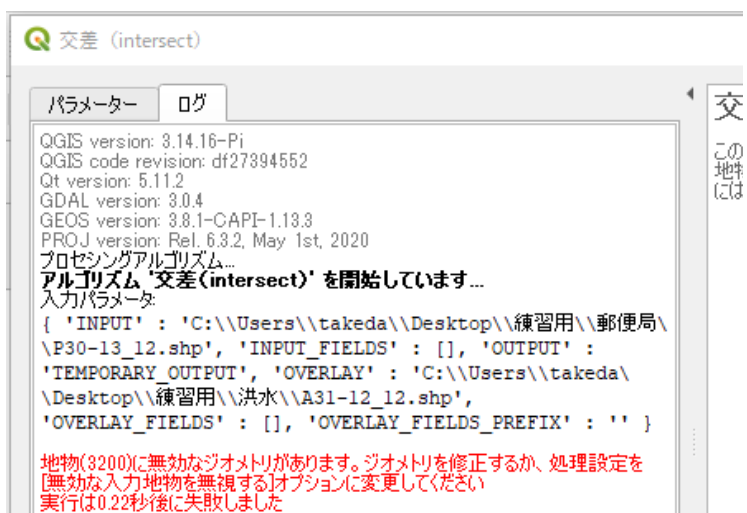 交差 (intersect)
パラメーター ログ
QGIS version: 3.14.16-Pi
QGIS code revision: df27394552
Qt version: 5.11.2
GDAL version: 3.0.4
GEOS version: 3.8.1-CAPI-1.13.3
PROJ version: Rel. 6.3.2, May 1st, 2020
プロセシングアルゴリズム…
アルゴリズム '交差(intersect)' を開始しています…
入力パラメータ:
{ 'INPUT' : 'C:\\Users\\takeda\\Desktop\\練習用\\郵便局\
\P30-13_12.shp', 'INPUT_FIELDS' : [], 'OUTPUT' :
'TEMPORARY_OUTPUT', 'OVERLAY' : 'C:\\Users\\takeda\
\Desktop\\練習用\\洪水\\A31-12_12.shp',
'OVERLAY_FIELDS' : [], 'OVERLAY_FIELDS_PREFIX' : '' }
地物(3200)に無効なジオメトリがあります。ジオメトリを修正するか、処理設定を
[無効な入力地物を無視する]オプションに変更してください
実行は0.22秒後に失敗しました
交
この
地物
には